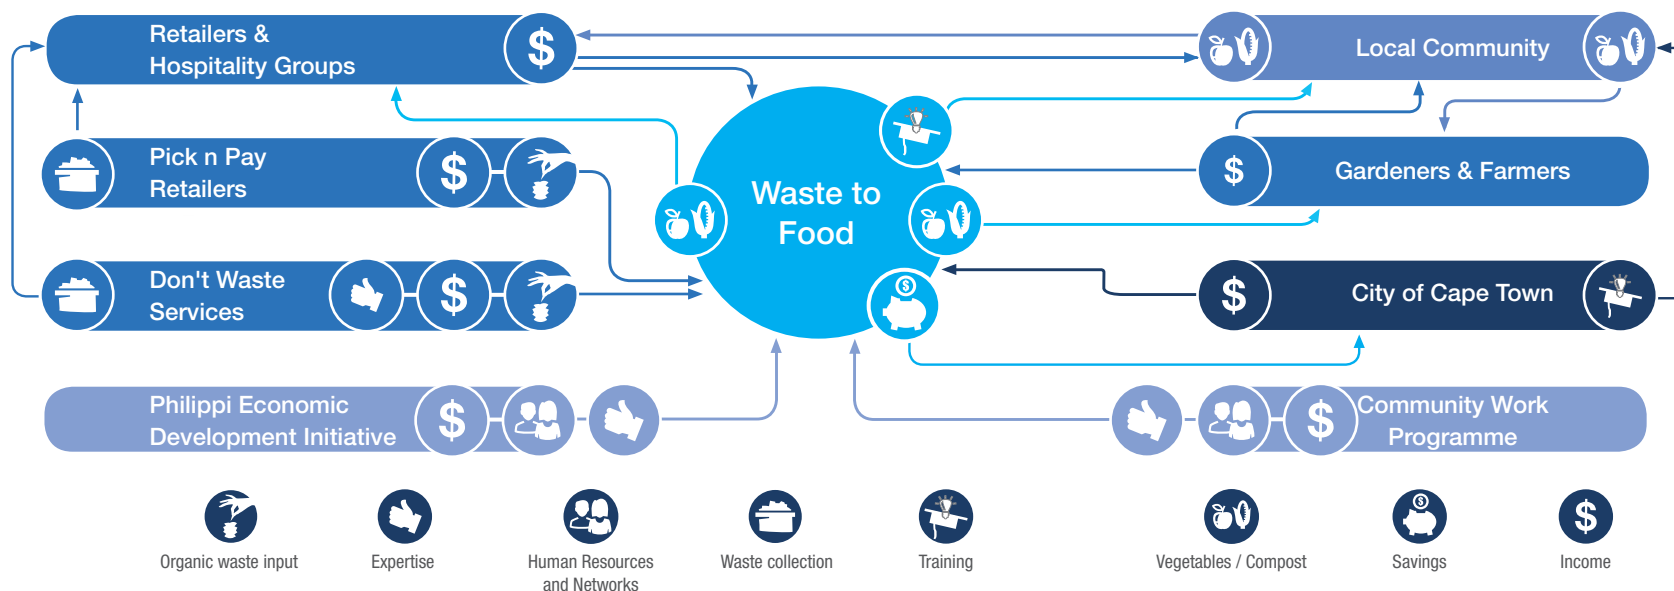 Retailers &
Hospitality Groups
$
Local Community
Pick n Pay
Retailers
$
Waste to
Food
$
Gardeners & Farmers
Don't Waste
Services
$
$
$
City of Cape Town
Philippi Economic
Development Initiative
$
$
Community Work
Programme
$
$
Organic waste input
Expertise
Human Resources
and Networks
Waste collection
Training
Vegetables / Compost
Savings
Income